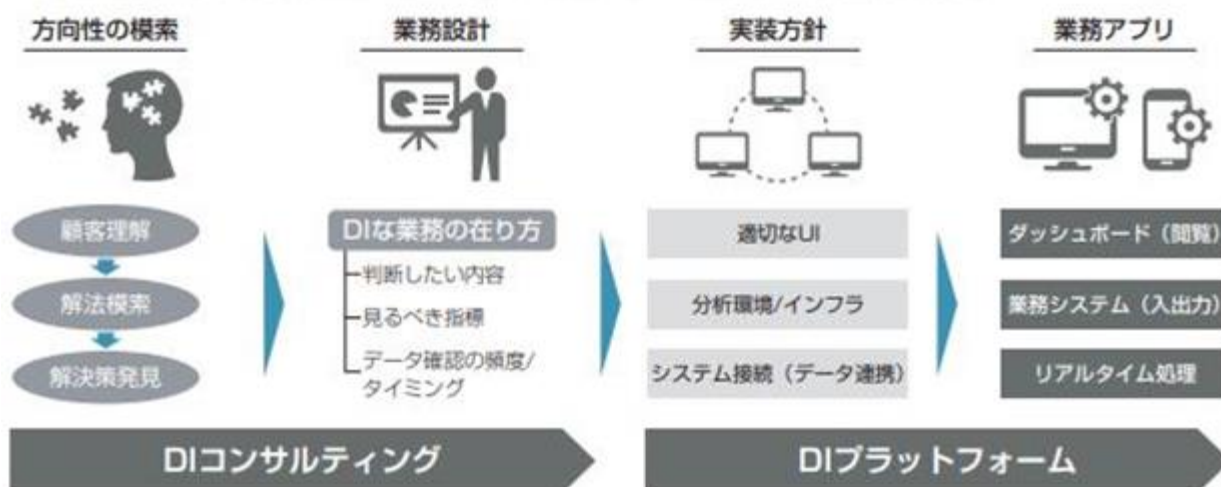 方向性の模索
業務設計
実装方針
業務アプリ
顧客理解
解法模索
解決策発見
DIな業務の在り方
判断したい内容
見るべき指標
データ確認の頻度/
タイミング
適切なUI
分析環境/インフラ
システム接続（データ連携）
ダッシュボード（閲覧）
業務システム（入出力）
リアルタイム処理
DIコンサルティング
DIプラットフォーム